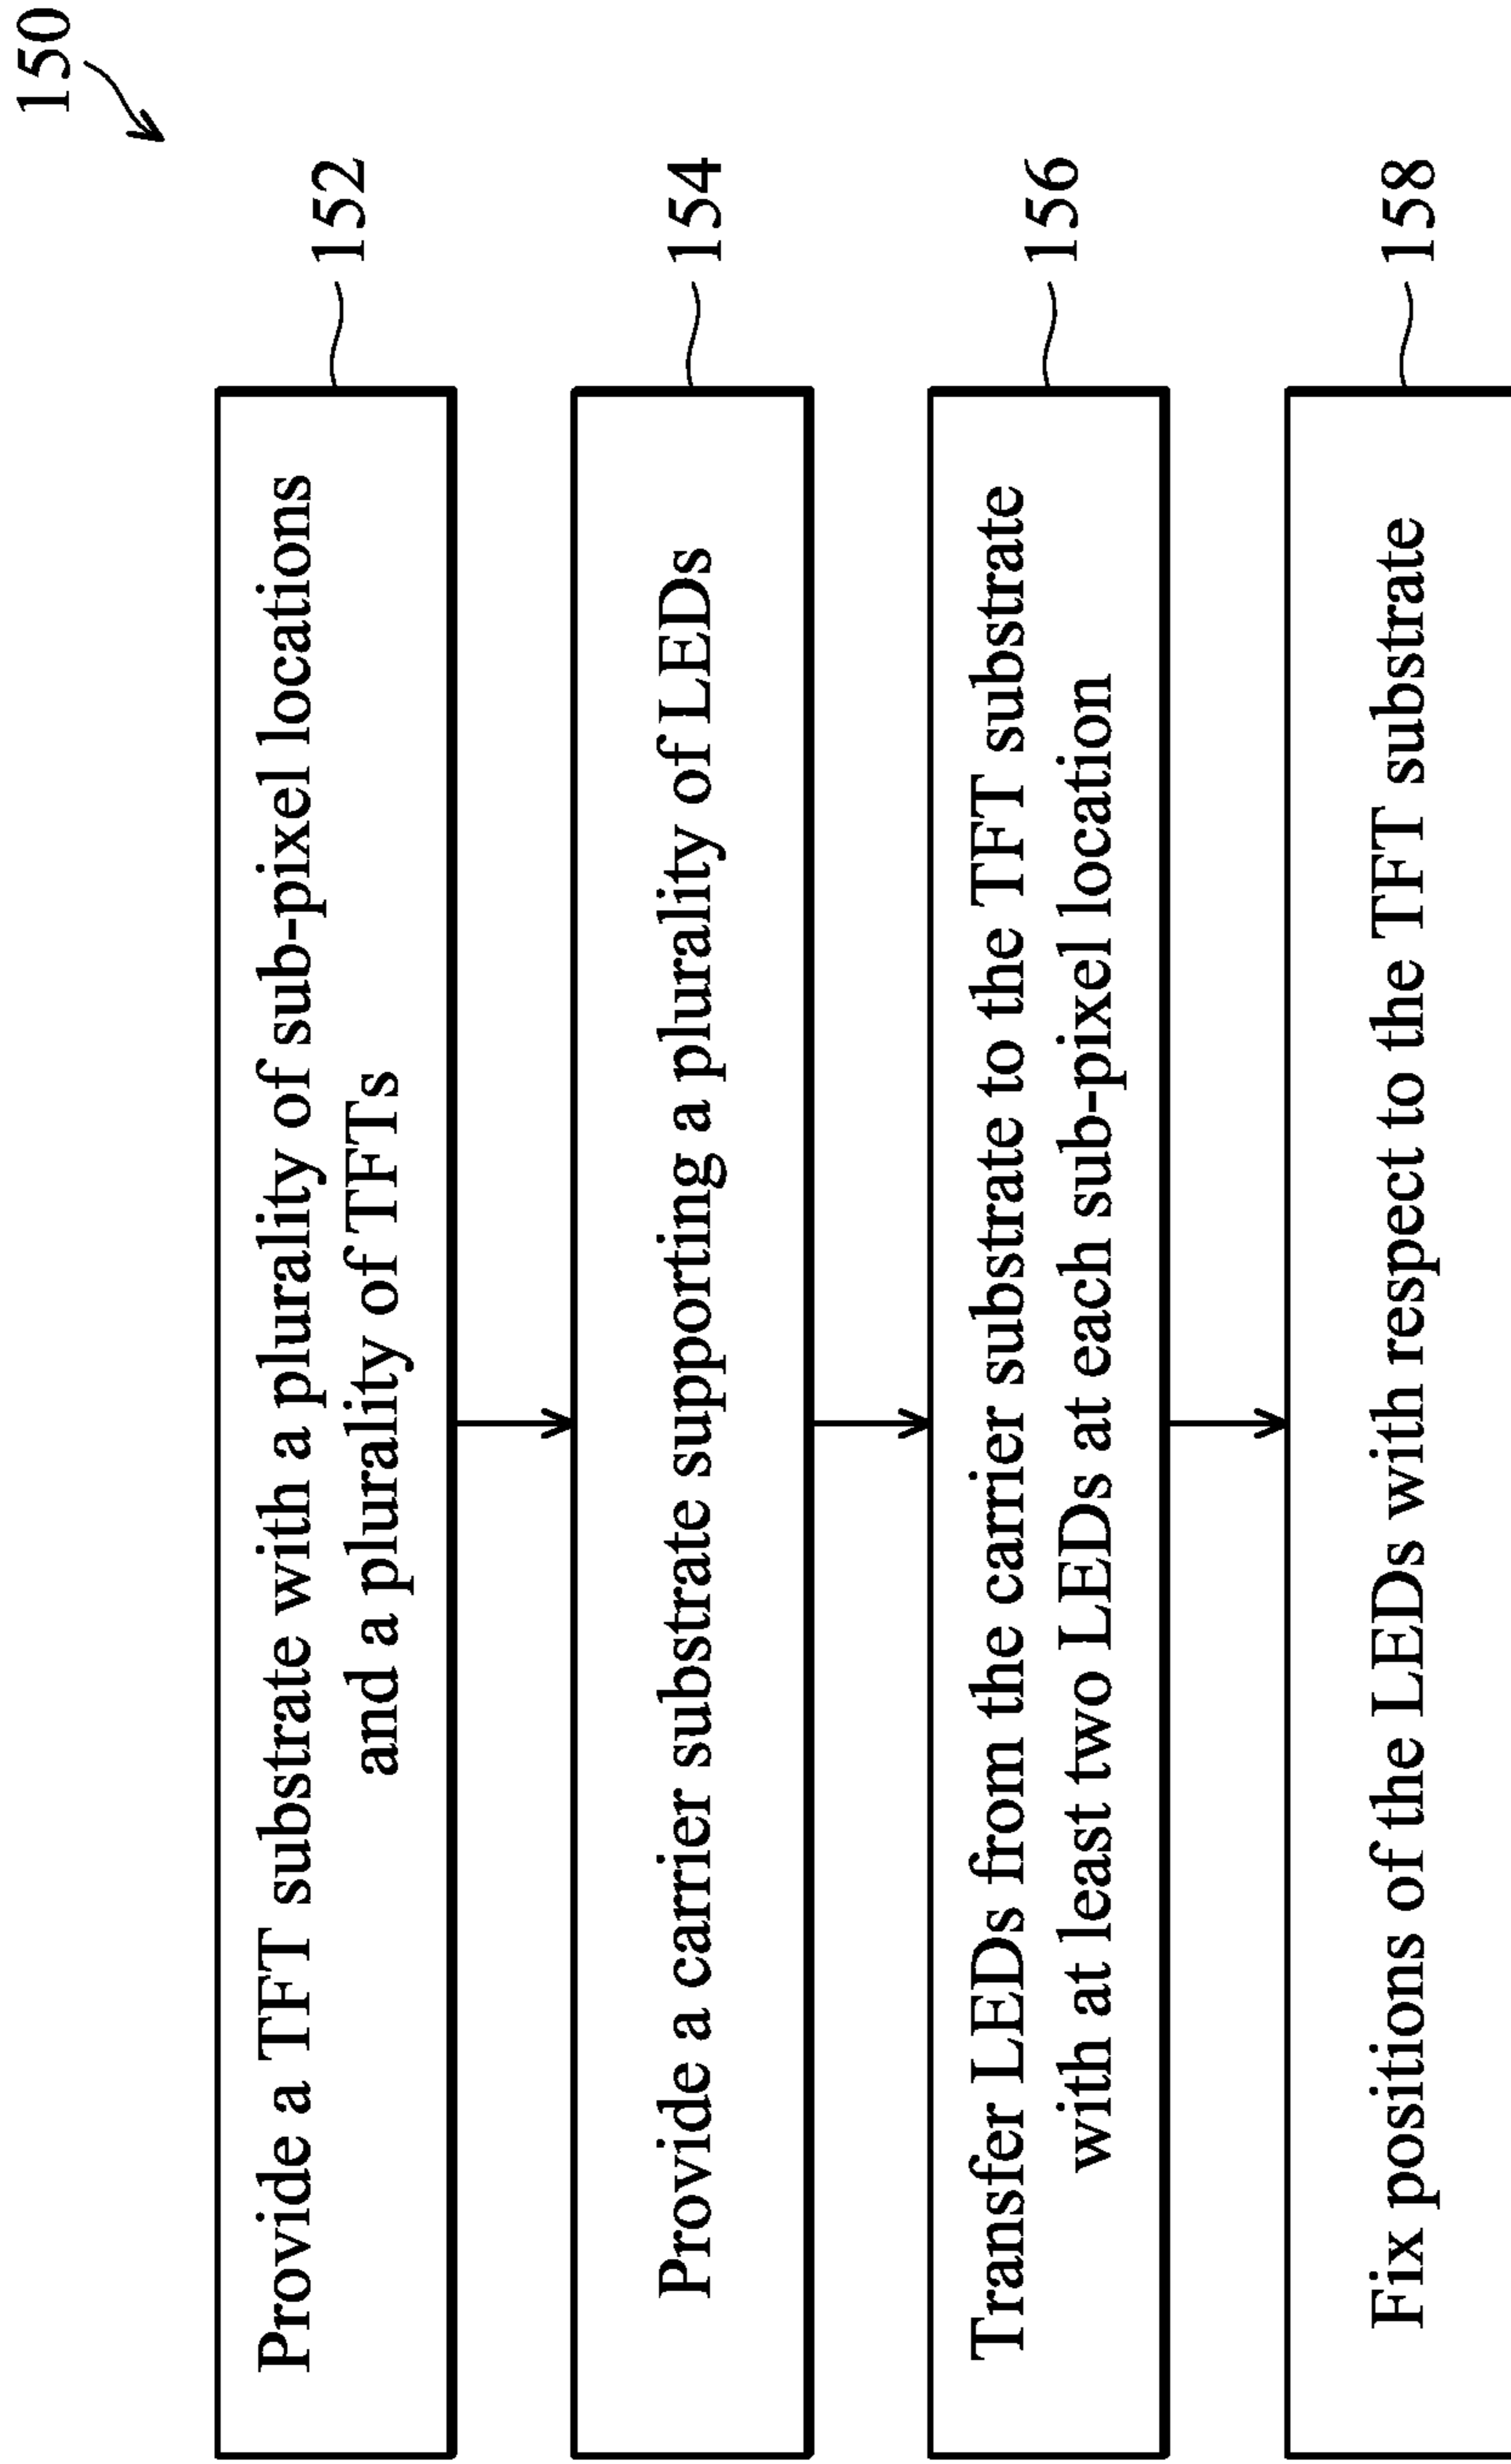 150
Provide a TFT substrate with a plurality of sub-pixel locations
and a plurality of TFTs
152
Provide a carrier substrate supporting a plurality of LEDs
154
Transfer LEDs from the carrier substrate to the TFT substrate
with at least two LEDs at each sub-pixel location
156
Fix positions of the LEDs with respect to the TFT substrate
158